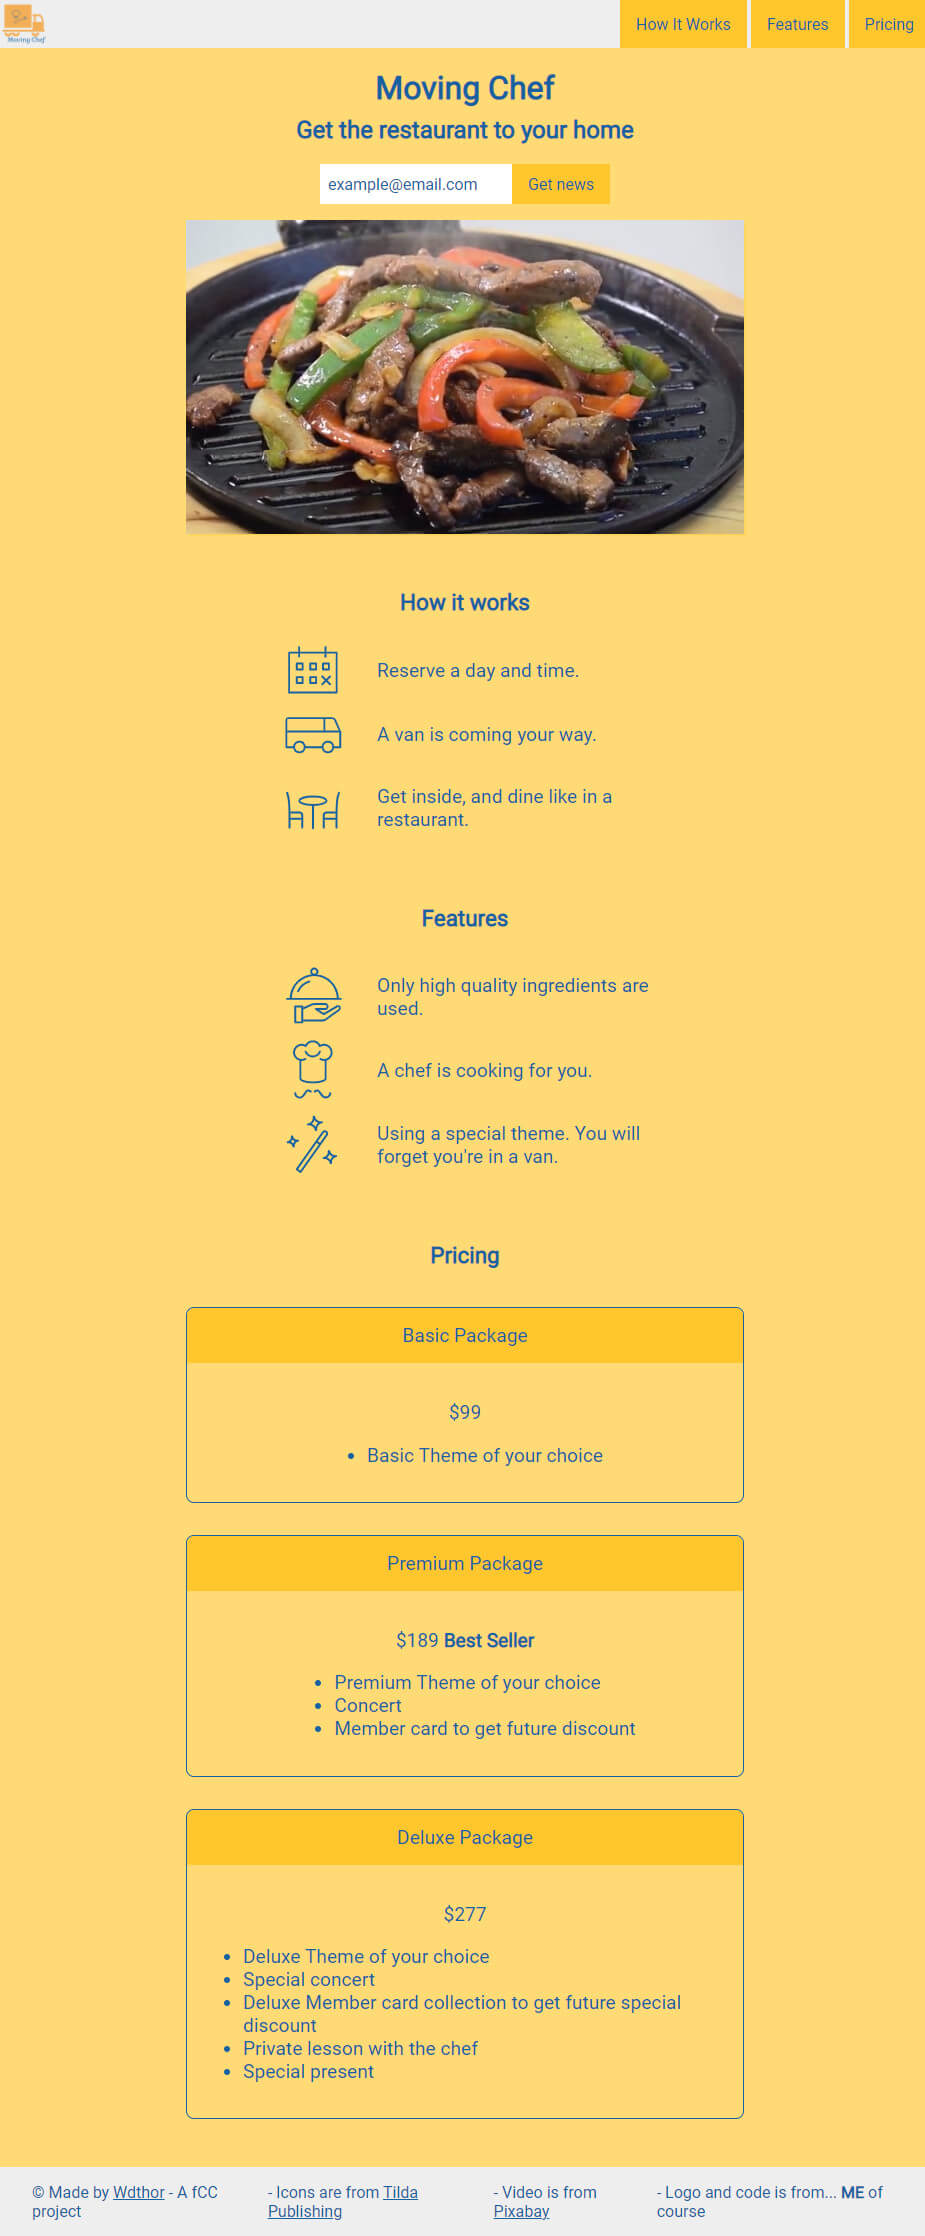 Moving Chef
How It Works
Features
Pricing
Moving Chef
Get the restaurant to your home
example@email.com
Get news
How it works
Reserve a day and time.
A van is coming your way.
Get inside, and dine like in a
restaurant.
Features
Only high quality ingredients are
used.
A chef is cooking for you.
Using a special theme. You will
forget you're in a van.
Pricing
Basic Package
$99
• Basic Theme of your choice
Premium Package
$189 Best Seller
• Premium Theme of your choice
• Concert
• Member card to get future discount
Deluxe Package
$277
• Deluxe Theme of your choice
• Special concert
• Deluxe Member card collection to get future special
discount
• Private lesson with the chef
• Special present
© Made by Wdthor - A fCC
project
- Icons are from Tilda
Publishing
- Video is from
Pixabay
- Logo and code is from... ME of
course